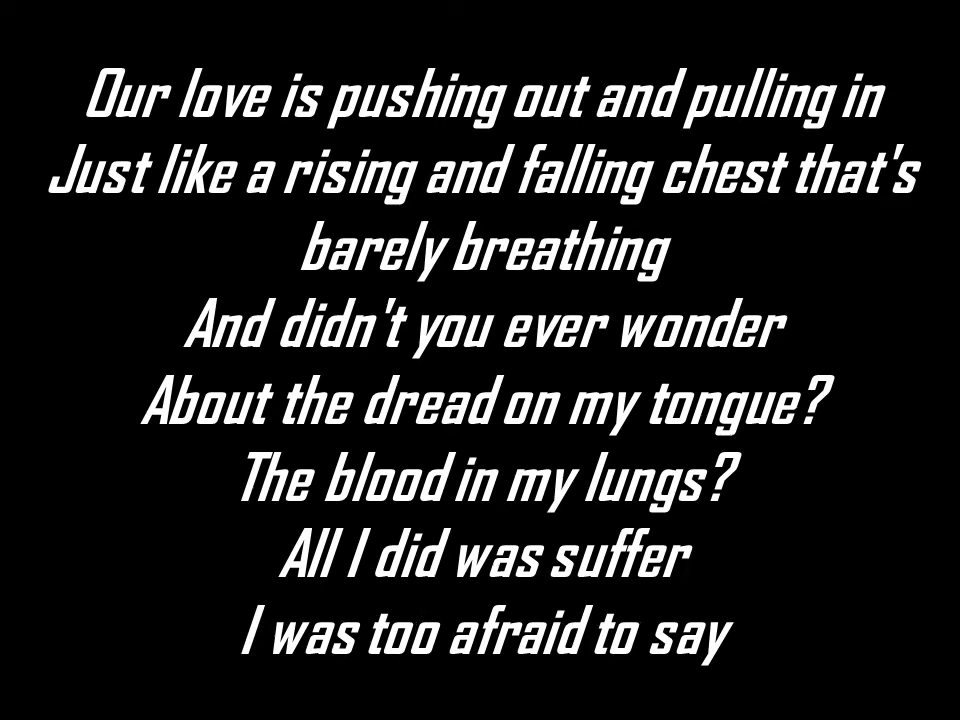 Our love is pushing out and pulling in
Just like a rising and falling chest that's
barely breathing
And didn't you ever wonder
About the dread on my tongue?
The blood in my lungs?
All I did was suffer
I was too afraid to say